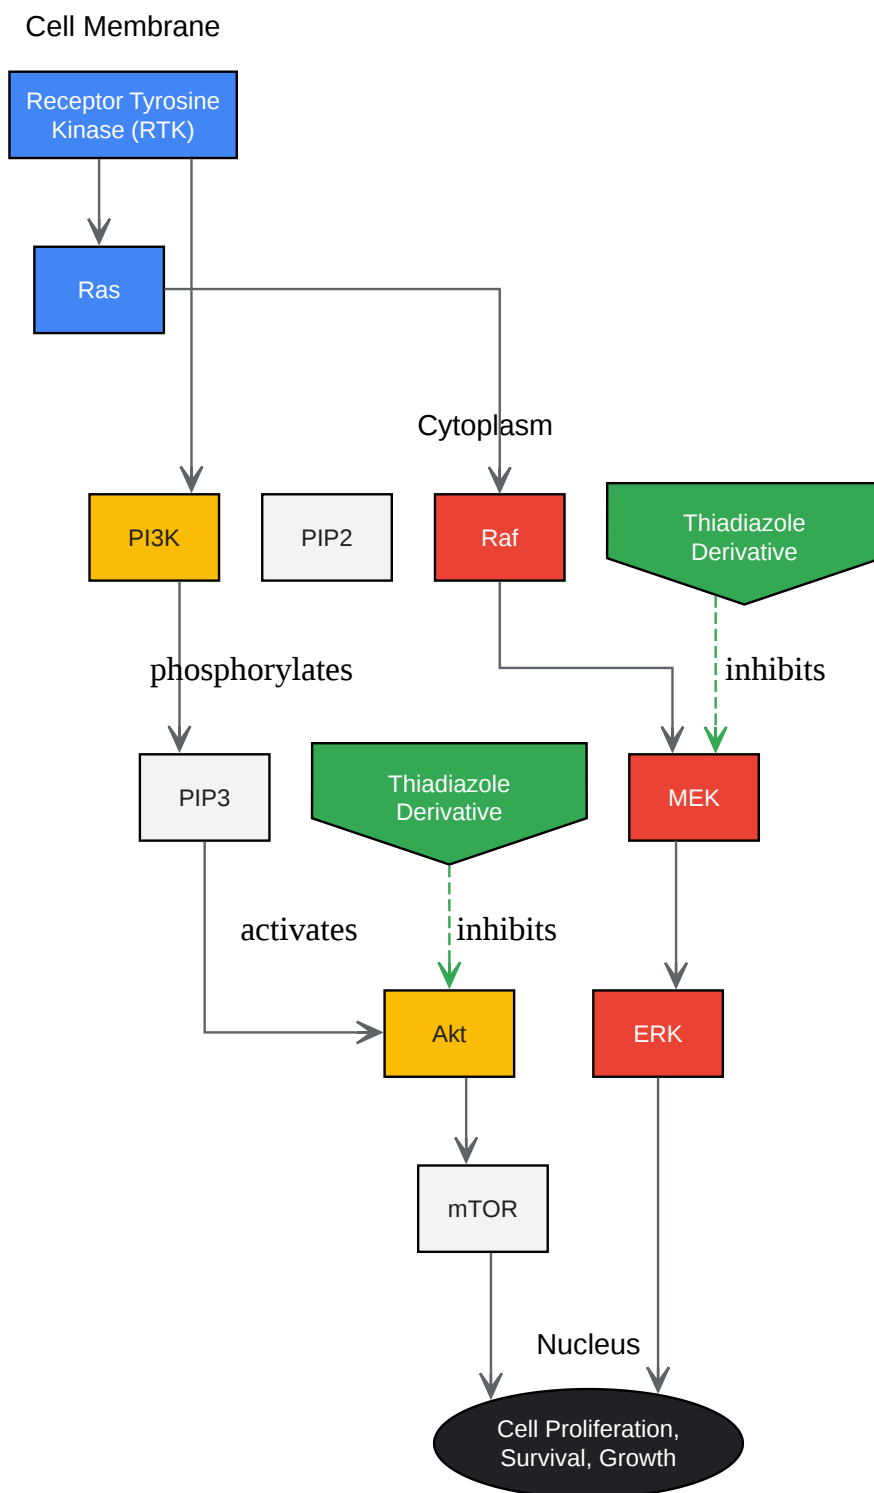 Cell Membrane
Receptor Tyrosine
Kinase (RTK)
Ras
Cytoplasm
PI3K
PIP2
Raf
Thiadiazole
Derivative
phosphorylates
inhibits
PIP3
Thiadiazole
Derivative
MEK
activates
inhibits
Akt
ERK
mTOR
Nucleus
Cell Proliferation,
Survival, Growth